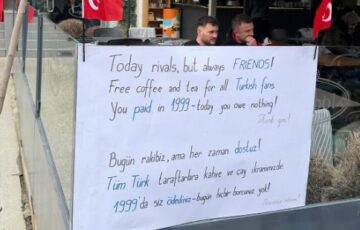 Today rivals, but always FRIENDS!
Free coffee and tea for all Turkish fans.
You paid in 1999 - today you owe nothing!
Thank you!
Bugün rakibiz, ama her zaman dostuz!
Tüm Türk taraftarlara kahve ve çay ikramımızdır.
1999'da siz ödediniz - bugün hiçbir borcunuz yok!